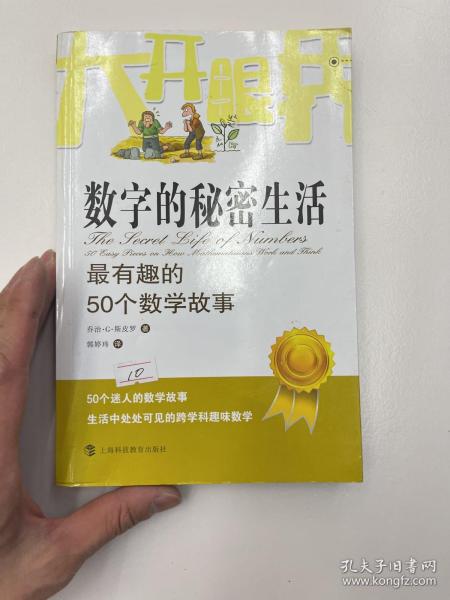 大开眼界
数字的秘密生活
The Secret Life of Numbers
50 Easy Pieces on How Mathematicians Work and Think
最有趣的
50个数学故事
乔治·G·斯皮罗 著
郭婷玮 译
10
50个迷人的数学故事
生活中处处可见的跨学科趣味数学
上海科技教育出版社
孔夫子旧书网
www.kongfz.com